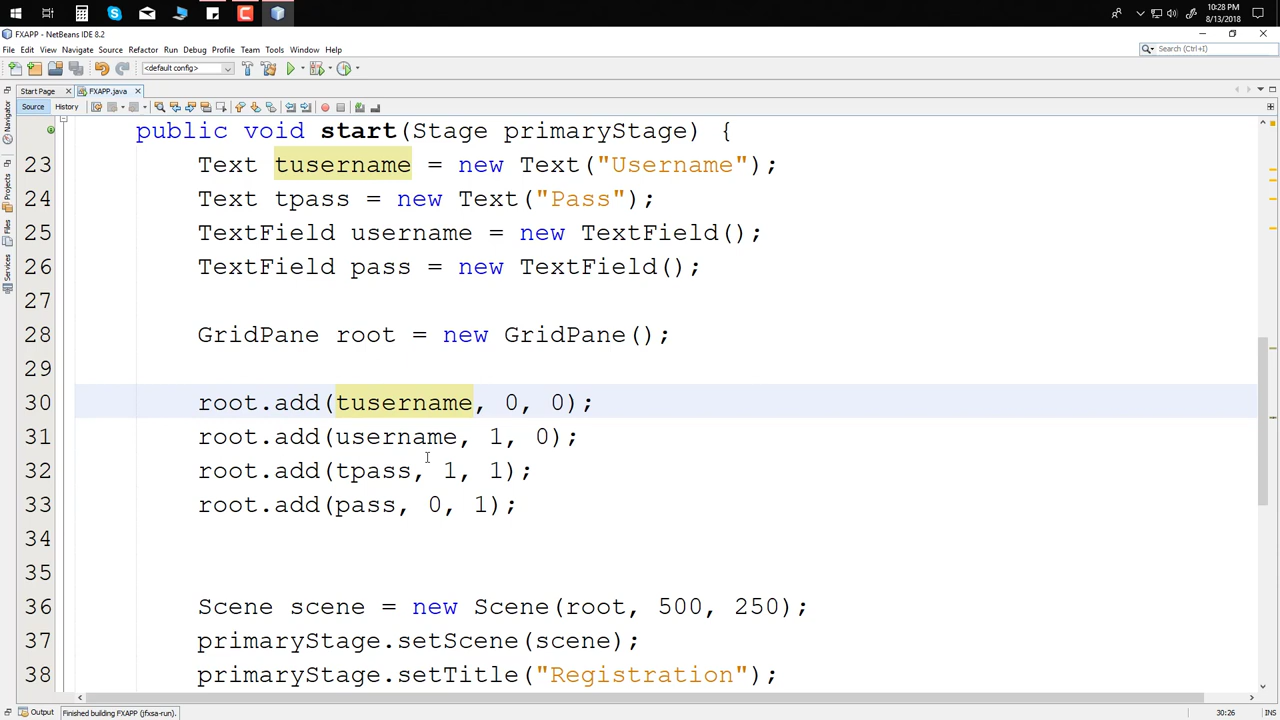 10:28 PM
8/13/2018
FXAPP - NetBeans IDE 8.2
File Edit View Navigate Source Refactor Run Debug Profile Team Tools Window Help
Search (Ctrl+I)
<default config>
Start Page
FXAPP.java
Source History
Navigator
Projects
Files
Services
public void start(Stage primaryStage) {
23 Text tusername = new Text("Username");
24 Text tpass = new Text("Pass");
25 TextField username = new TextField();
26 TextField pass = new TextField();
27
28 GridPane root = new GridPane();
29
30 root.add(tusername, 0, 0);
31 root.add(username, 1, 0);
32 root.add(tpass, 1, 1);
33 root.add(pass, 0, 1);
34
35
36 Scene scene = new Scene(root, 500, 250);
37 primaryStage.setScene(scene);
38 primaryStage.setTitle("Registration");
Output
Finished building FXAPP (jfxsa-run).
30:26
INS